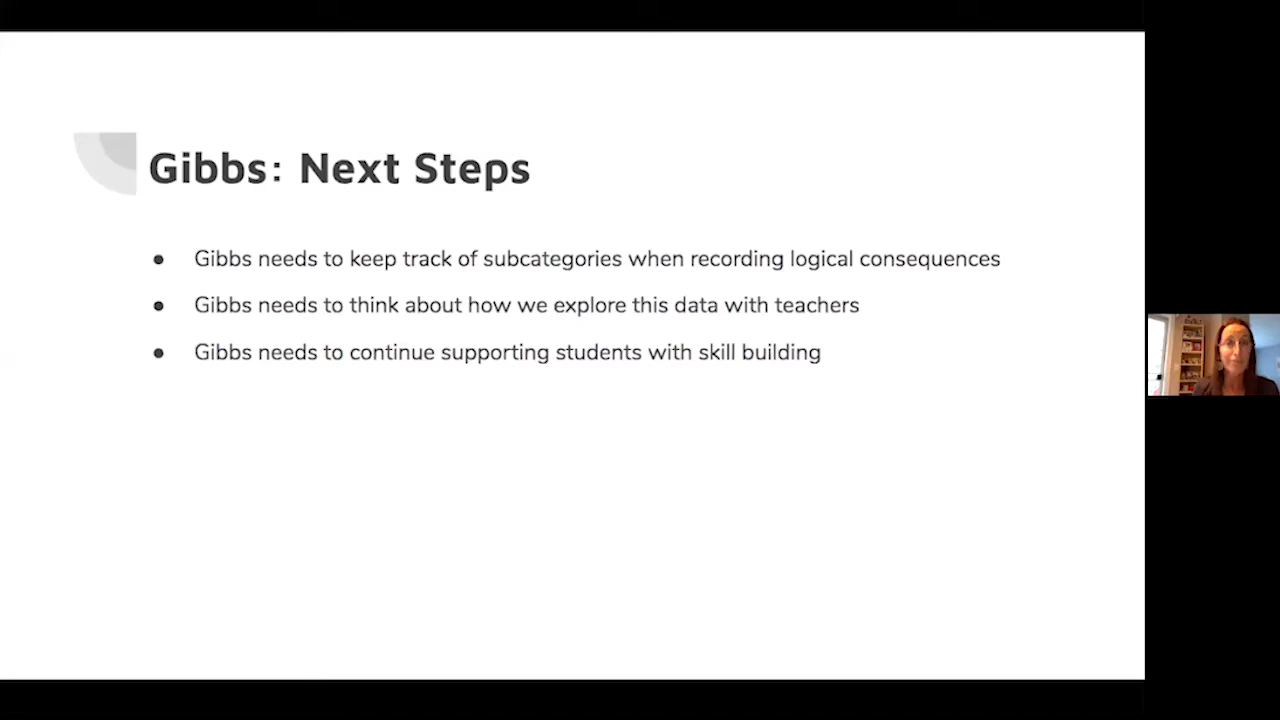 Gibbs: Next Steps
● Gibbs needs to keep track of subcategories when recording logical consequences
● Gibbs needs to think about how we explore this data with teachers
● Gibbs needs to continue supporting students with skill building